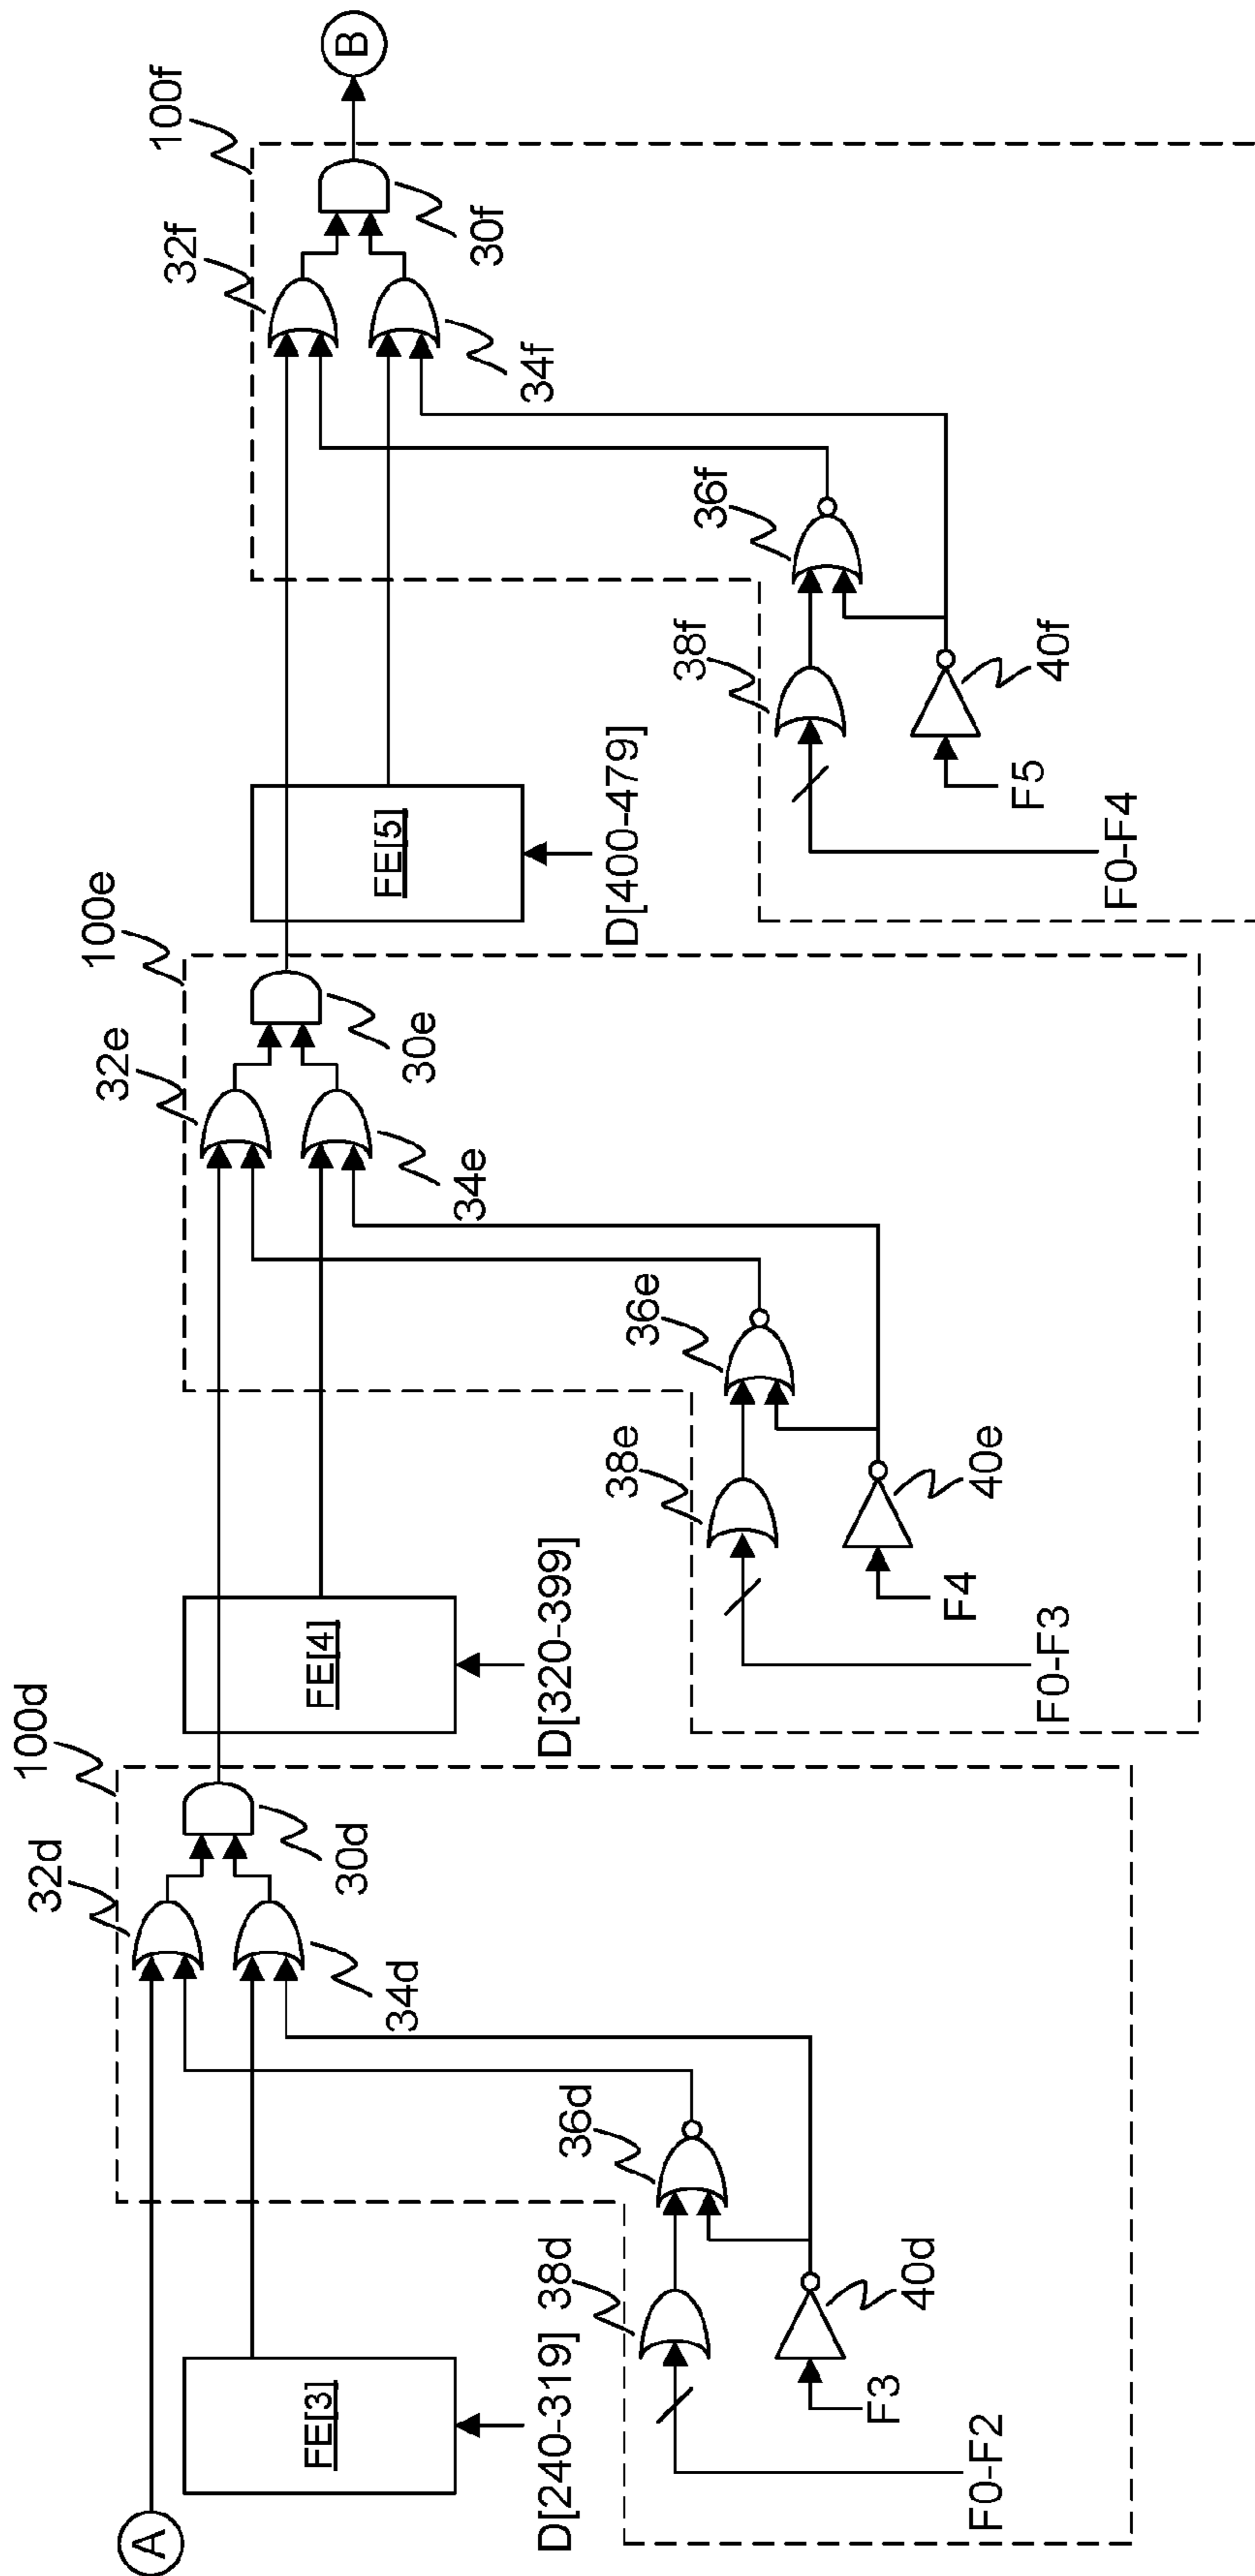 A
FE[3]
D[240-319]
F0-F2
F3
38d
36d
40d
32d
34d
30d
100d
FE[4]
D[320-399]
F0-F3
F4
38e
36e
40e
32e
34e
30e
100e
FE[5]
D[400-479]
F0-F4
F5
38f
36f
40f
32f
34f
30f
100f
B